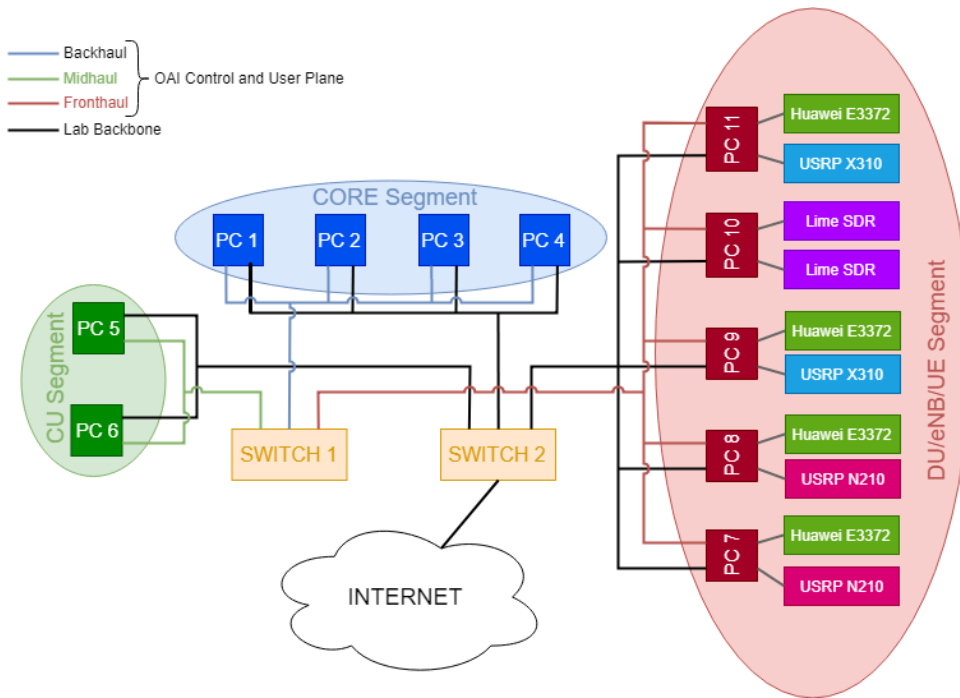 Backhaul
Midhaul
Fronthaul
OAI Control and User Plane
Lab Backbone
CORE Segment
PC 1
PC 2
PC 3
PC 4
CU Segment
PC 5
PC 6
SWITCH 1
SWITCH 2
INTERNET
DU/eNB/UE Segment
PC 11
Huawei E3372
USRP X310
PC 10
Lime SDR
Lime SDR
PC 9
Huawei E3372
USRP X310
PC 8
Huawei E3372
USRP N210
PC 7
Huawei E3372
USRP N210